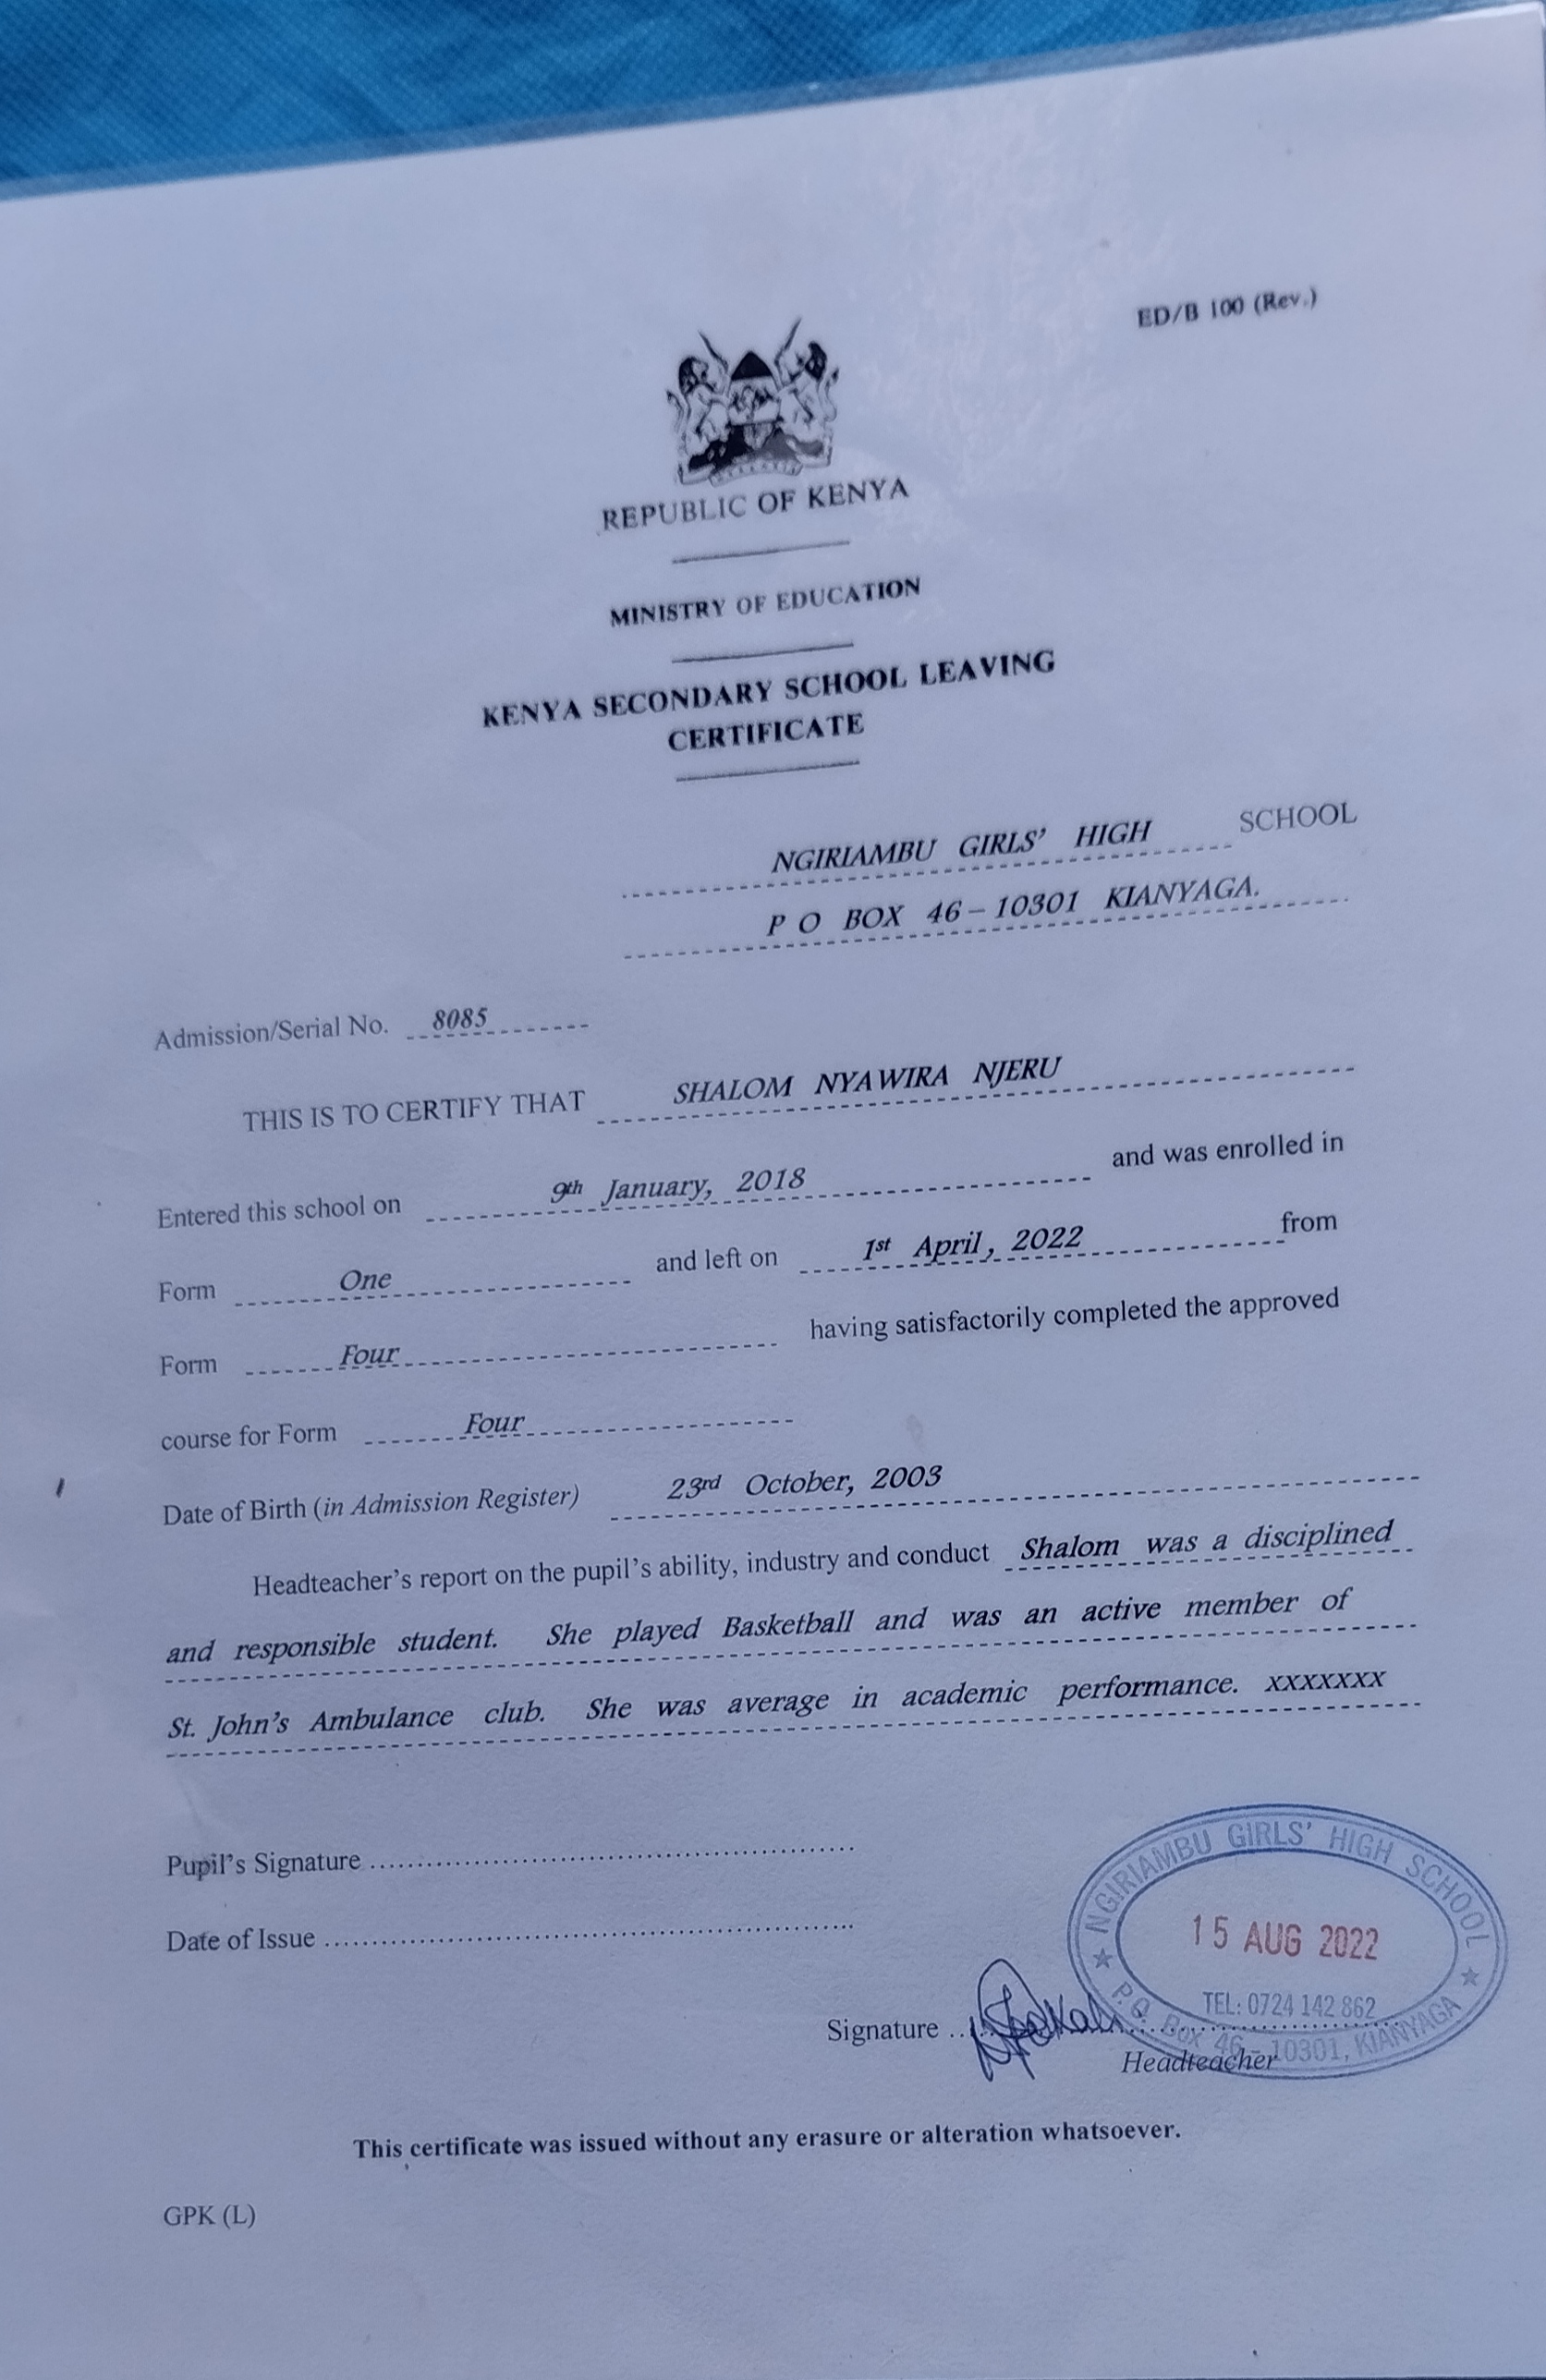 ED/B 100 (Rev.)
REPUBLIC OF KENYA
MINISTRY OF EDUCATION
KENYA SECONDARY SCHOOL LEAVING
CERTIFICATE
NGIRIAMBU GIRLS' HIGH SCHOOL
P O BOX 46 – 10301 KIANYAGA.
Admission/Serial No. 8085
THIS IS TO CERTIFY THAT SHALOM NYAWIRA NJERU
Entered this school on 9th January, 2018 and was enrolled in
Form One and left on 1st April, 2022 from
Form Four having satisfactorily completed the approved
course for Form Four
Date of Birth (in Admission Register) 23rd October, 2003
Headteacher's report on the pupil's ability, industry and conduct Shalom was a disciplined
and responsible student. She played Basketball and was an active member of
St. John's Ambulance club. She was average in academic performance. xxxxxxx
Pupil's Signature
Date of Issue
NGIRIAMBU GIRLS' HIGH SCHOOL
15 AUG 2022
TEL: 0724 142 862
P.O. Box 46 - 10301, KIANYAGA
Signature
Headteacher
This certificate was issued without any erasure or alteration whatsoever.
GPK (L)